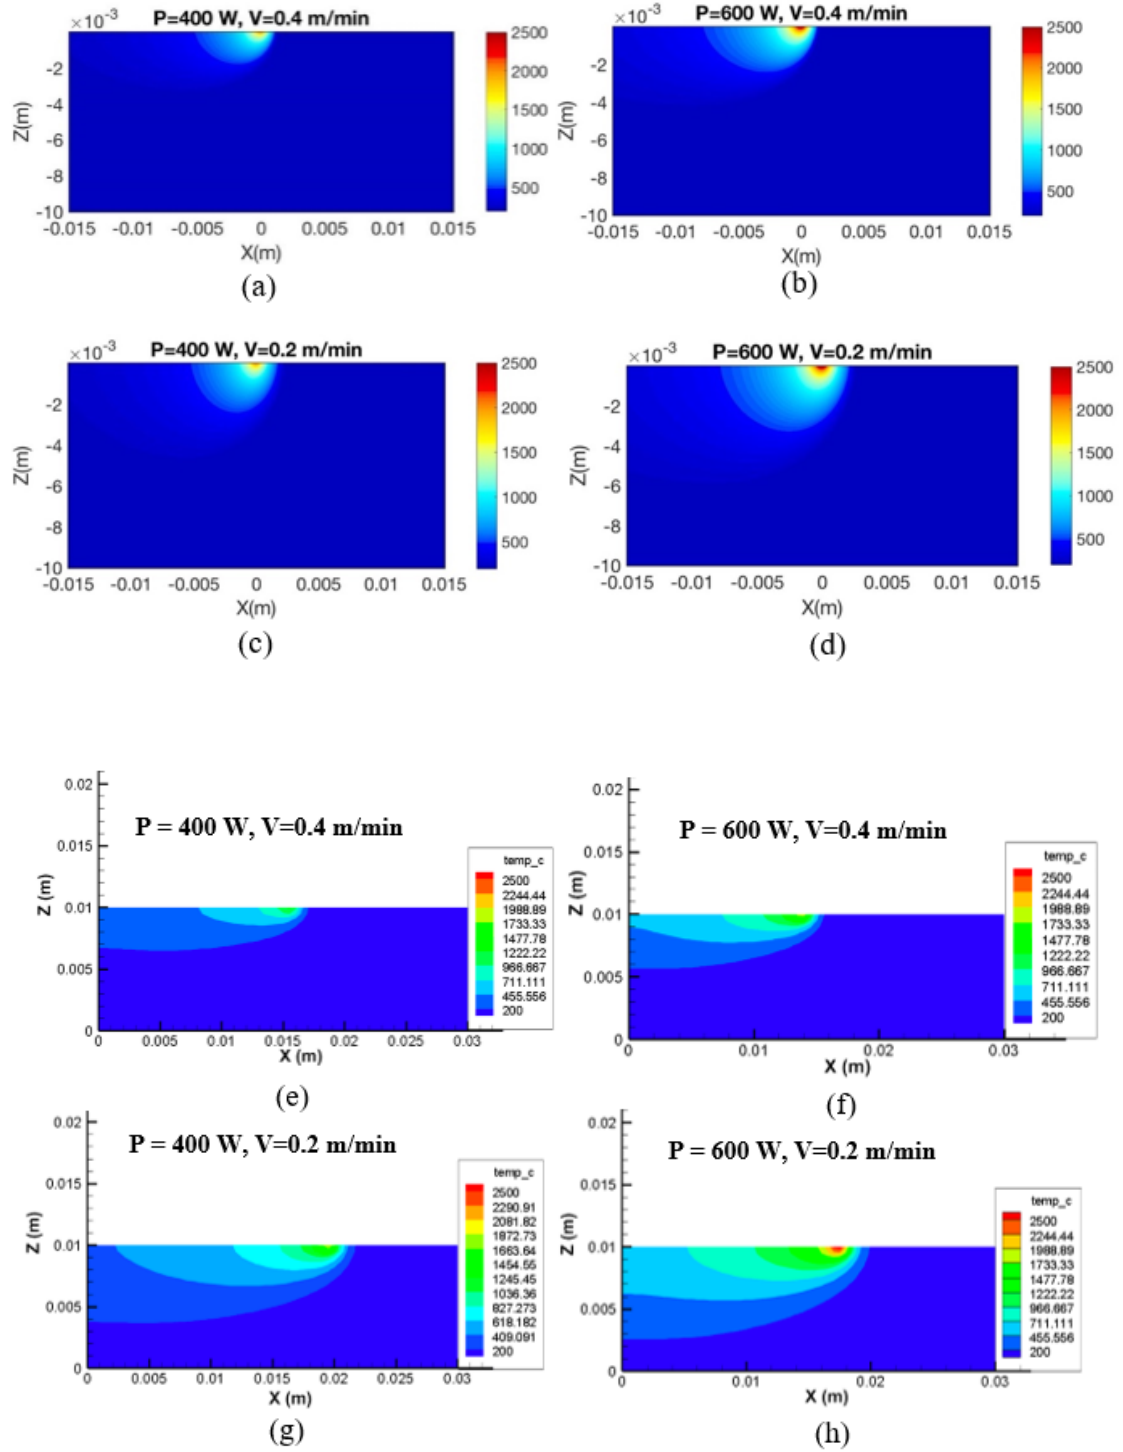 P=400 W, V=0.4 m/min
×10⁻³
-2
-4
-6
-8
-10
Z(m)
-0.015 -0.01 -0.005 0 0.005 0.01 0.015
X(m)
2500
2000
1500
1000
500
(a)
P=600 W, V=0.4 m/min
×10⁻³
-2
-4
-6
-8
-10
Z(m)
-0.015 -0.01 -0.005 0 0.005 0.01 0.015
X(m)
2500
2000
1500
1000
500
(b)
P=400 W, V=0.2 m/min
×10⁻³
-2
-4
-6
-8
-10
Z(m)
-0.015 -0.01 -0.005 0 0.005 0.01 0.015
X(m)
2500
2000
1500
1000
500
(c)
P=600 W, V=0.2 m/min
×10⁻³
-2
-4
-6
-8
-10
Z(m)
-0.015 -0.01 -0.005 0 0.005 0.01 0.015
X(m)
2500
2000
1500
1000
500
(d)
P = 400 W, V=0.4 m/min
0.02
0.015
0.01
0.005
0
Z (m)
0 0.005 0.01 0.015 0.02 0.025 0.03
X (m)
temp_c
2500
2244.44
1988.89
1733.33
1477.78
1222.22
966.667
711.111
455.556
200
(e)
P = 600 W, V=0.4 m/min
0.02
0.015
0.01
0.005
0
Z (m)
0 0.01 0.02 0.03
X (m)
temp_c
2500
2244.44
1988.89
1733.33
1477.78
1222.22
966.667
711.111
455.556
200
(f)
P = 400 W, V=0.2 m/min
0.02
0.015
0.01
0.005
0
Z (m)
0 0.005 0.01 0.015 0.02 0.025 0.03
X (m)
temp_c
2500
2290.91
2081.82
1872.73
1663.64
1454.55
1245.45
1036.36
827.273
618.182
409.091
200
(g)
P = 600 W, V=0.2 m/min
0.02
0.015
0.01
0.005
0
Z (m)
0 0.01 0.02 0.03
X (m)
temp_c
2500
2244.44
1988.89
1733.33
1477.78
1222.22
966.667
711.111
455.556
200
(h)